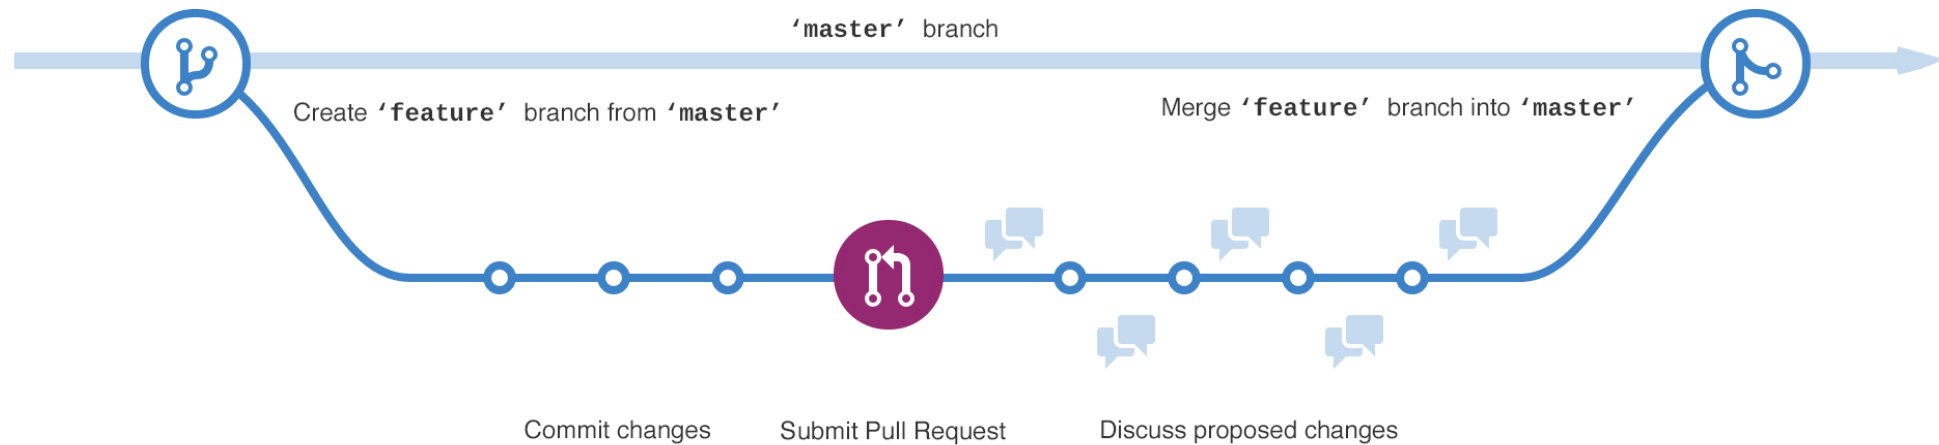 ‘master’ branch
Create ‘feature’ branch from ‘master’
Merge ‘feature’ branch into ‘master’
Commit changes
Submit Pull Request
Discuss proposed changes